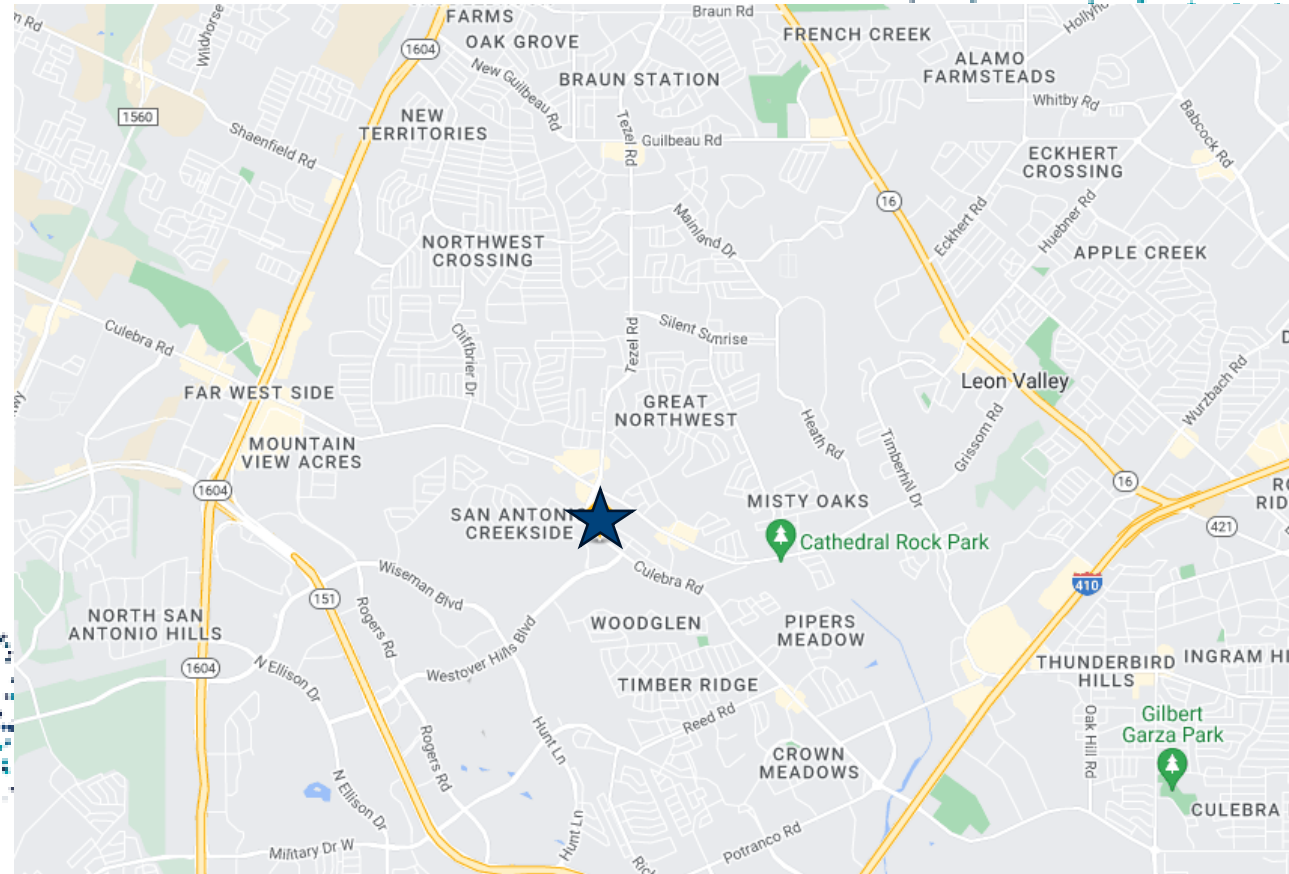 FARMS
Braun Rd
OAK GROVE
FRENCH CREEK
1604
Wildhorse
New Guilbeau Rd
BRAUN STATION
ALAMO
FARMSTEADS
Whitby Rd
Babcock Rd
1560
NEW
TERRITORIES
Shaenfield Rd
Tezel Rd
Guilbeau Rd
ECKHERT
CROSSING
16
Eckhert Rd
Huebner Rd
Mainland Dr
NORTHWEST
CROSSING
APPLE CREEK
Culebra Rd
Cliffbrier Dr
Tezel Rd
Silent Sunrise
Leon Valley
FAR WEST SIDE
GREAT
NORTHWEST
Wurzbach Rd
MOUNTAIN
VIEW ACRES
Heath Rd
Timberhill Dr
Grissom Rd
1604
16
MISTY OAKS
421
SAN ANTONIO
CREEKSIDE
Cathedral Rock Park
Culebra Rd
410
Wiseman Blvd
151
Rogers Rd
NORTH SAN
ANTONIO HILLS
WOODGLEN
PIPERS
MEADOW
1604
N Ellison Dr
Westover Hills Blvd
THUNDERBIRD
HILLS
INGRAM
TIMBER RIDGE
Reed Rd
Gilbert
Garza Park
Oak Hill Rd
Hunt Ln
Rogers Rd
CROWN
MEADOWS
N Ellison Dr
CULEBRA
Hunt Ln
Military Dr W
Potranco Rd